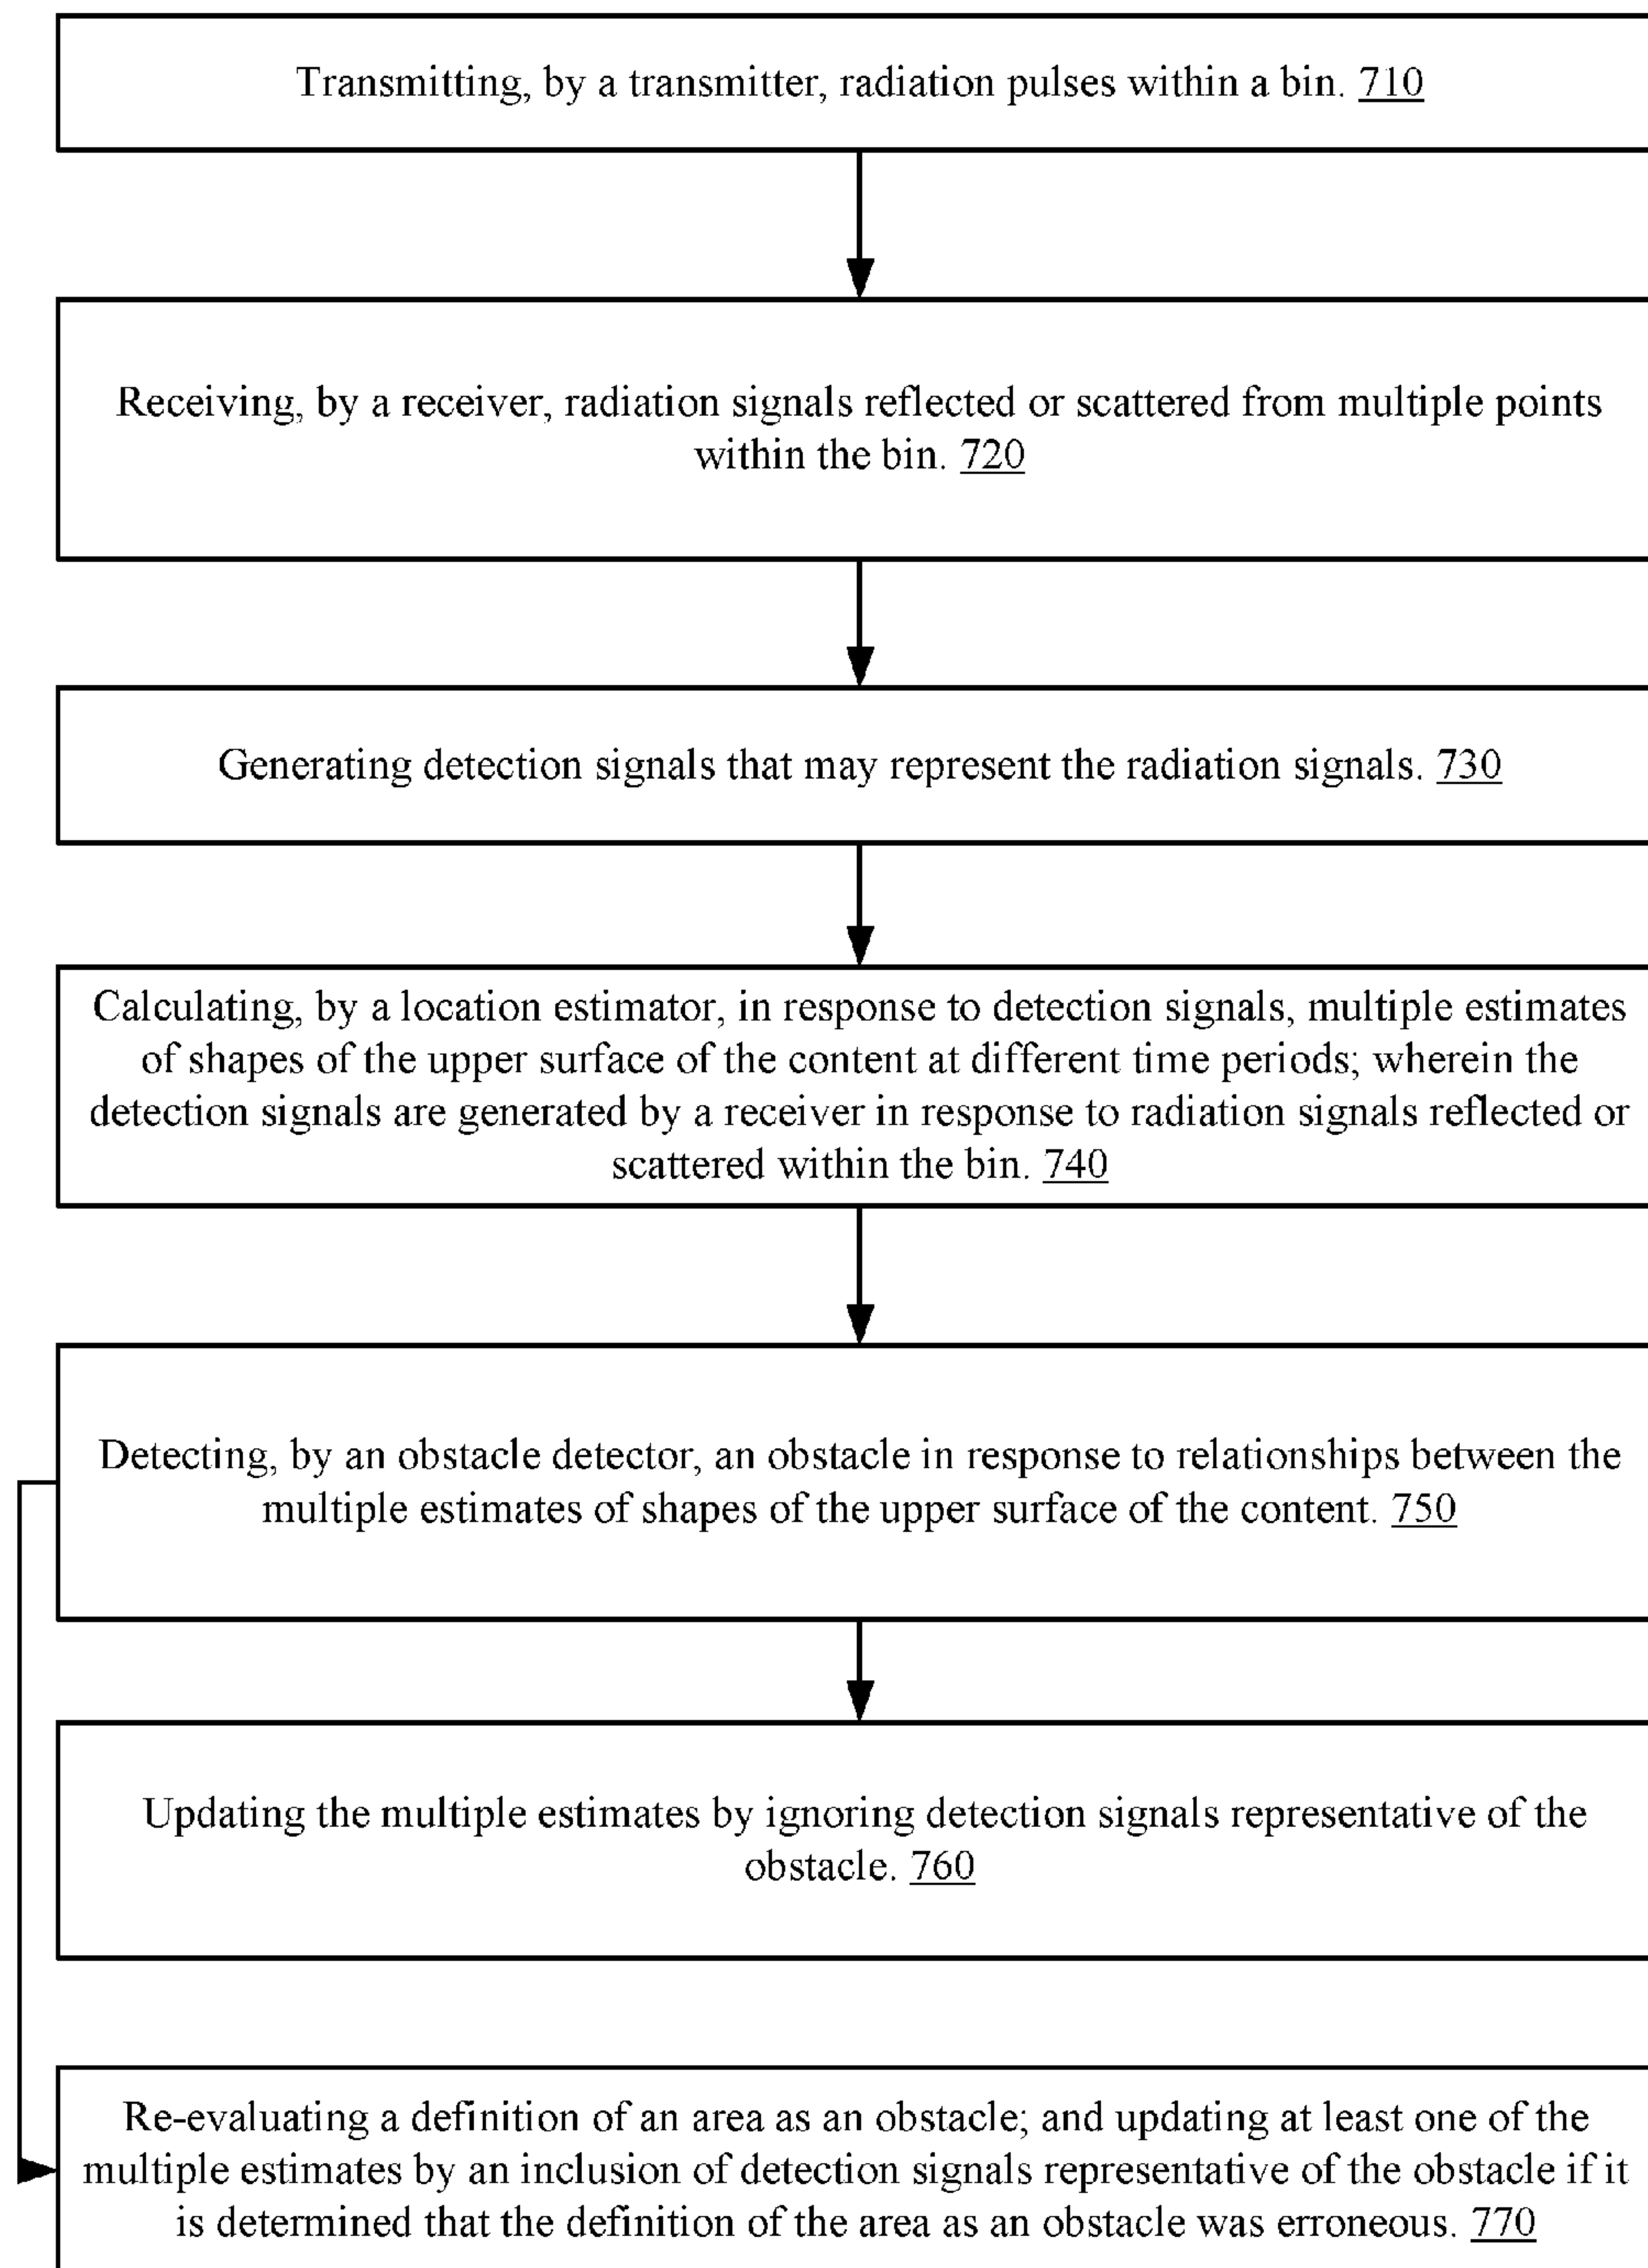 Transmitting, by a transmitter, radiation pulses within a bin. 710
Receiving, by a receiver, radiation signals reflected or scattered from multiple points
within the bin. 720
Generating detection signals that may represent the radiation signals. 730
Calculating, by a location estimator, in response to detection signals, multiple estimates
of shapes of the upper surface of the content at different time periods; wherein the
detection signals are generated by a receiver in response to radiation signals reflected or
scattered within the bin. 740
Detecting, by an obstacle detector, an obstacle in response to relationships between the
multiple estimates of shapes of the upper surface of the content. 750
Updating the multiple estimates by ignoring detection signals representative of the
obstacle. 760
Re-evaluating a definition of an area as an obstacle; and updating at least one of the
multiple estimates by an inclusion of detection signals representative of the obstacle if it
is determined that the definition of the area as an obstacle was erroneous. 770